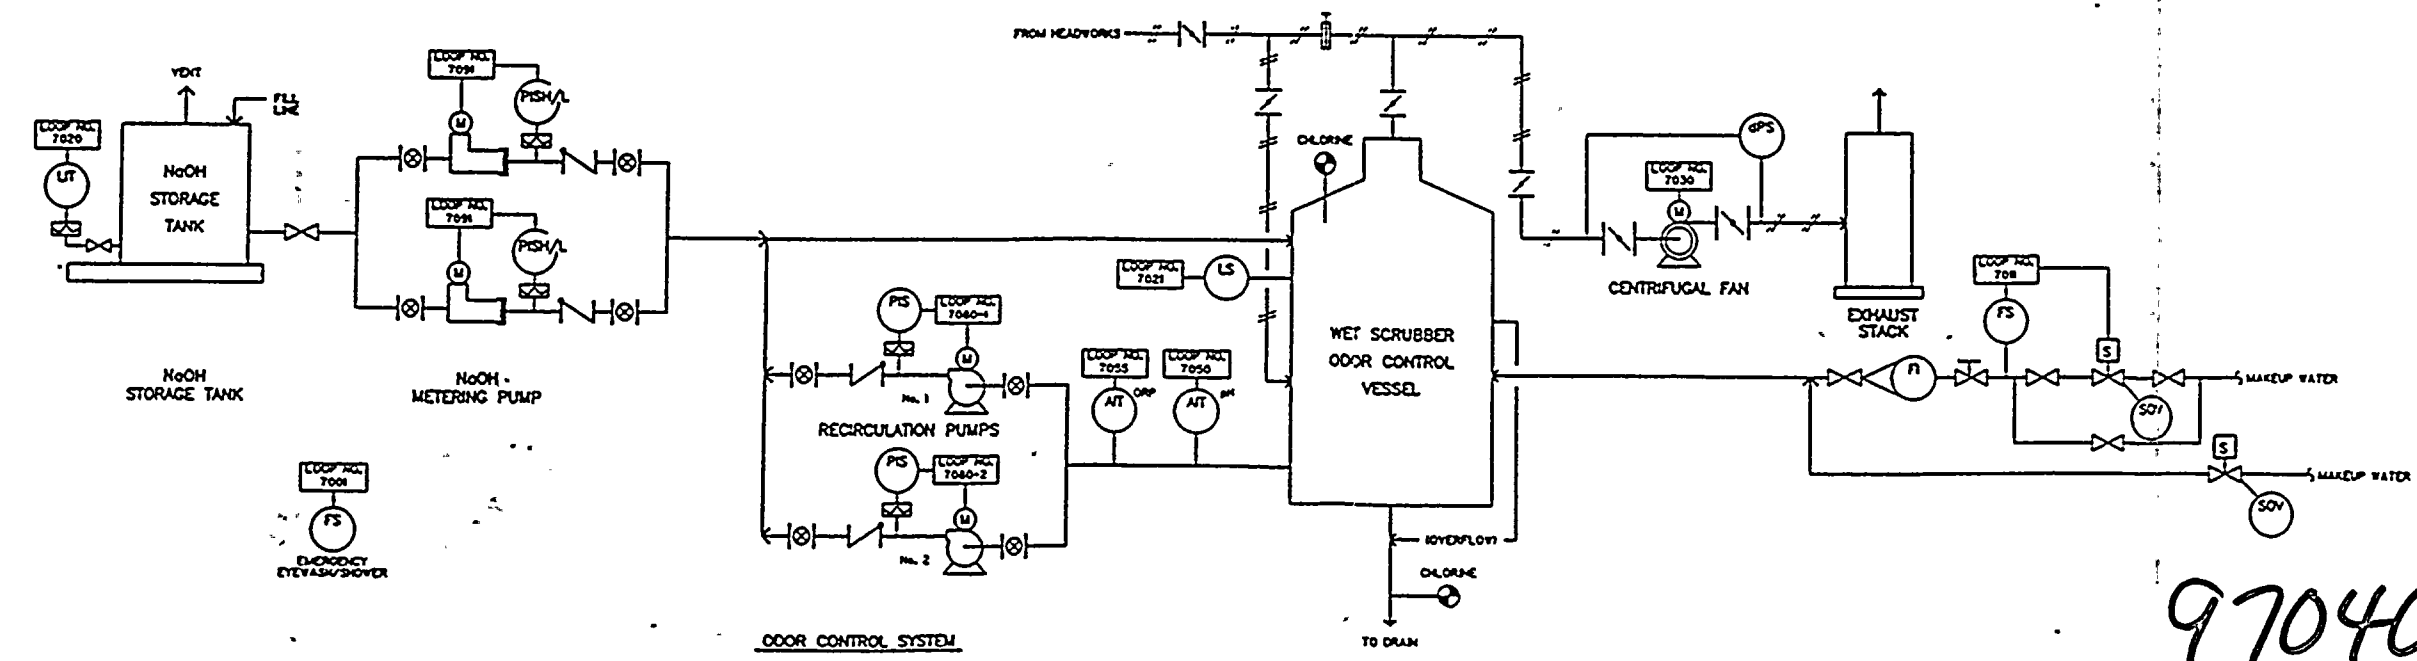 FROM HEADWORKS
VENT
FILL
LINE
LOOP NO.
7020
LIT
NaOH
STORAGE
TANK
LOOP NO.
7091
PISH/L
M
LOOP NO.
7091
PISH/L
M
NaOH
STORAGE TANK
NaOH
METERING PUMP
LOOP NO.
7001
FS
EMERGENCY
EYEWASH/SHOWER
PIS
LOOP NO.
7060-1
M
No. 1
RECIRCULATION PUMPS
PIS
LOOP NO.
7060-2
M
No. 2
LOOP NO.
7055
AIT
ORP
LOOP NO.
7050
AIT
pH
CHLORINE
LOOP NO.
7021
LS
WET SCRUBBER
ODOR CONTROL
VESSEL
(OVERFLOW)
CHLORINE
TO DRAIN
dPS
LOOP NO.
7030
M
CENTRIFUGAL FAN
EXHAUST
STACK
LOOP NO.
7011
FS
FI
S
SOV
MAKEUP WATER
S
SOV
MAKEUP WATER
ODOR CONTROL SYSTEM